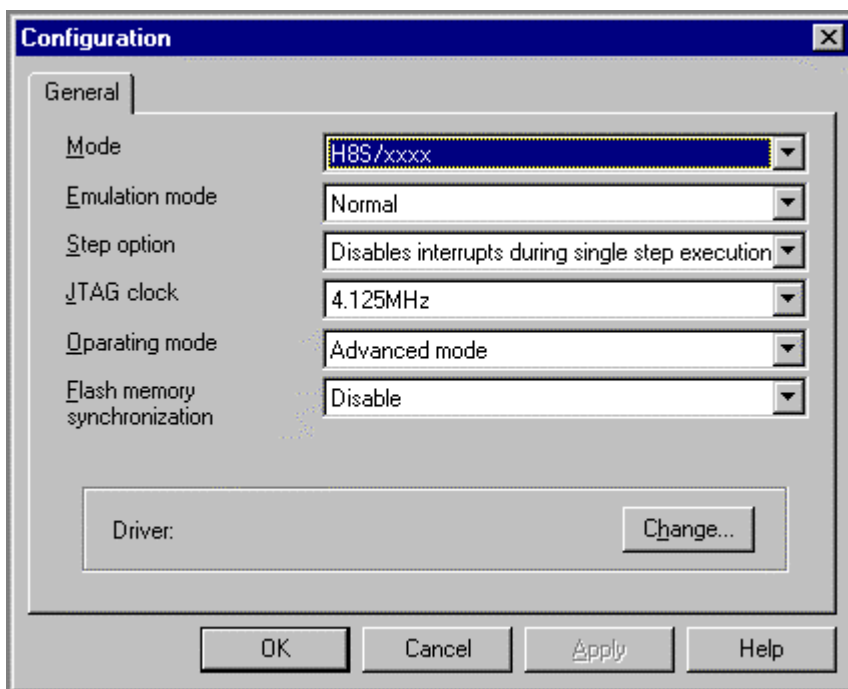 Configuration
General
Mode H8S/xxxx
Emulation mode Normal
Step option Disables interrupts during single step execution
JTAG clock 4.125MHz
Oparating mode Advanced mode
Flash memory synchronization Disable
Driver: Change...
OK Cancel Apply Help